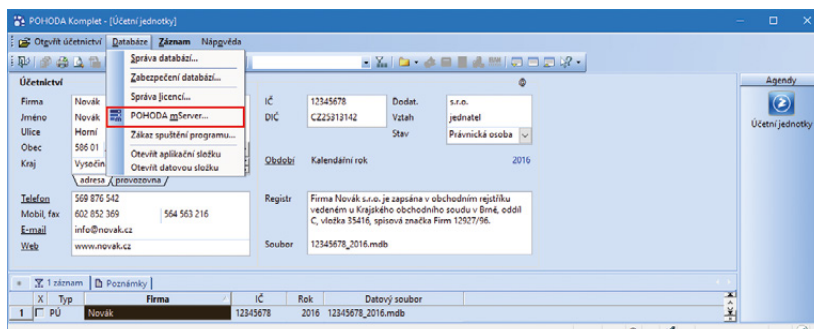 POHODA Komplet - [Účetní jednotky]
Otevřít účetnictví Databáze Záznam Nápověda
Správa databází...
Zabezpečení databází...
Správa licencí...
POHODA mServer...
Zákaz spuštění programu...
Otevřít aplikační složku
Otevřít datovou složku
Účetnictví @
Firma Novák IČ 12345678 Dodat. s.r.o.
Jméno Novák DIČ CZ25313142 Vztah jednatel
Ulice Horní Stav Právnická osoba
Obec 586 01
Kraj Vysočin Období Kalendářní rok 2016
adresa provozovna
Telefon 569 876 542 Registr Firma Novák s.r.o. je zapsána v obchodním rejstříku
Mobil, fax 602 852 369 564 563 216 vedeném u Krajského obchodního soudu v Brně, oddíl
E-mail info@novak.cz C, vložka 35416, spisová značka Firm 12927/96.
Web www.novak.cz Soubor 12345678_2016.mdb
Agendy
Účetní jednotky
1 záznam Poznámky
X Typ Firma IČ Rok Datový soubor
1 PÚ Novák 12345678 2016 12345678_2016.mdb